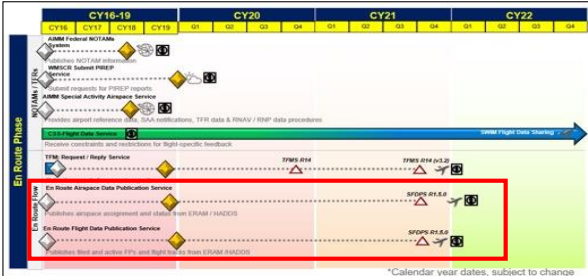 CY16-19 CY20 CY21 CY22
CY16 CY17 CY18 CY19 Q1 Q2 Q3 Q4 Q1 Q2 Q3 Q4 Q1 Q2 Q3 Q4
En Route Phase
NOTAMs / TFRs
AIMM Federal NOTAMs
System
Publishes NOTAM information
WMSCR Submit PIREP
Service
Submit requests for PIREP reports
AIMM Special Activity Airspace Service
Provides airport reference data, SAA notifications, TFR data & RNAV / RNP data procedures
CSS-Flight Data Service
SWIM Flight Data Sharing
Receive constraints and restrictions for flight-specific feedback
TFM: Request / Reply Service
TFMS R14
TFMS R14 (v3.2)
En Route Flow
En Route Airspace Data Publication Service
SFDPS R1.5.0
Publishes airspace assignment and status from ERAM / HADDS
En Route Flight Data Publication Service
SFDPS R1.5.0
Publishes filed and active FPs and flight tracks from ERAM /HADDS
*Calendar year dates, subject to change